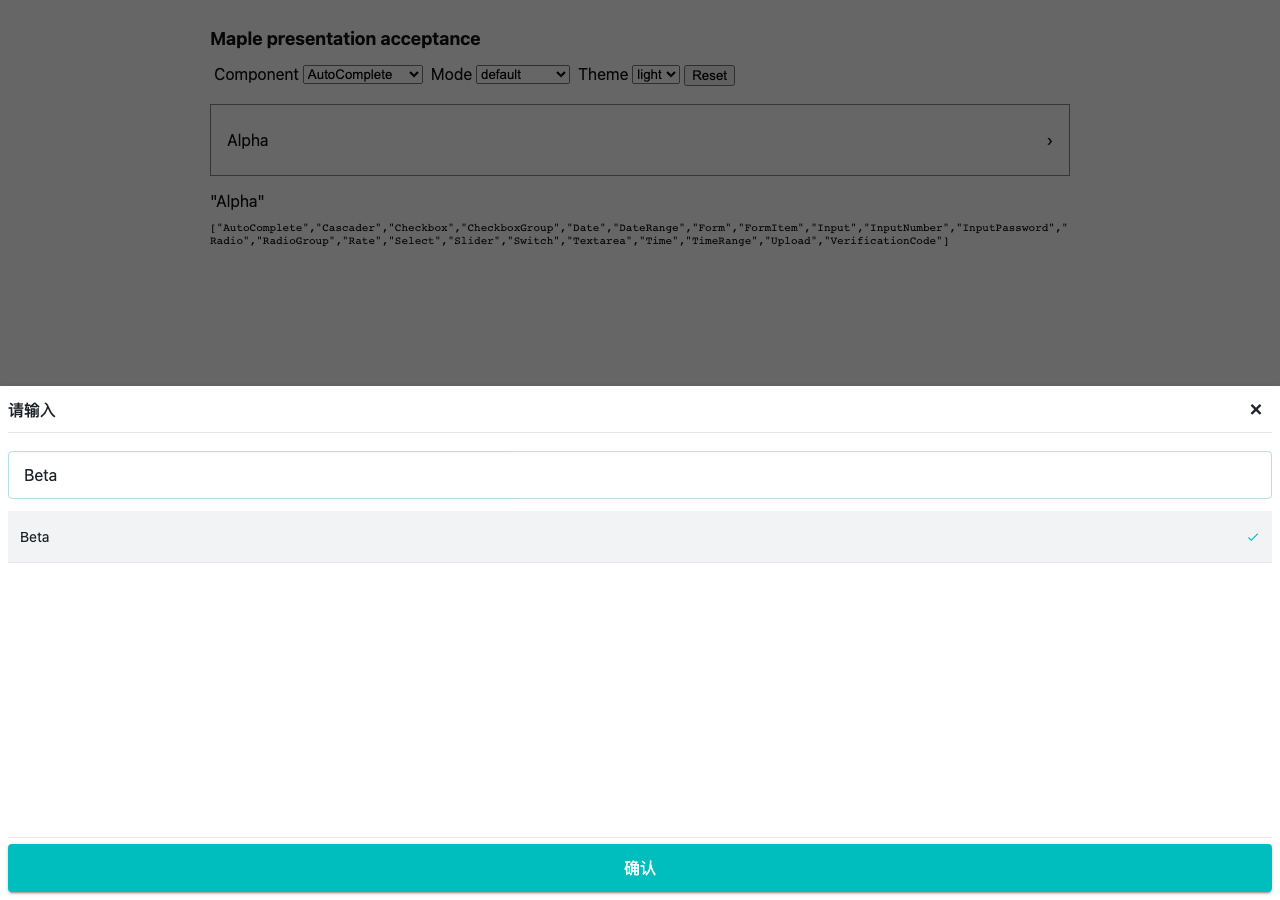 Maple presentation acceptance
Component AutoComplete Mode default Theme light Reset
Alpha ›
"Alpha"
["AutoComplete","Cascader","Checkbox","CheckboxGroup","Date","DateRange","Form","FormItem","Input","InputNumber","InputPassword","
Radio","RadioGroup","Rate","Select","Slider","Switch","Textarea","Time","TimeRange","Upload","VerificationCode"]
请输入 ×
Beta
Beta
确认